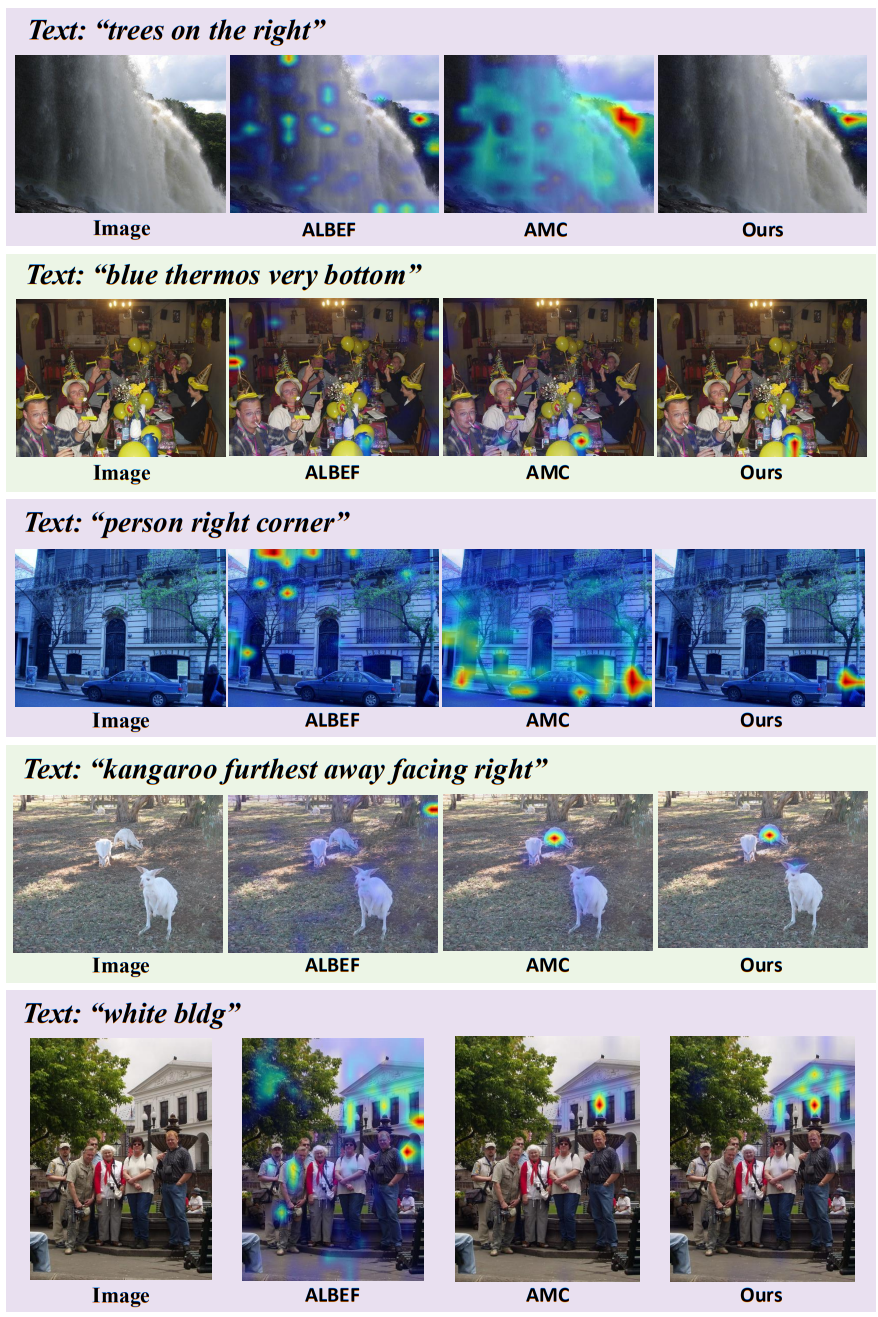 Text: “trees on the right”
Image ALBEF AMC Ours
Text: “blue thermos very bottom”
Image ALBEF AMC Ours
Text: “person right corner”
Image ALBEF AMC Ours
Text: “kangaroo furthest away facing right”
Image ALBEF AMC Ours
Text: “white bldg”
Image ALBEF AMC Ours